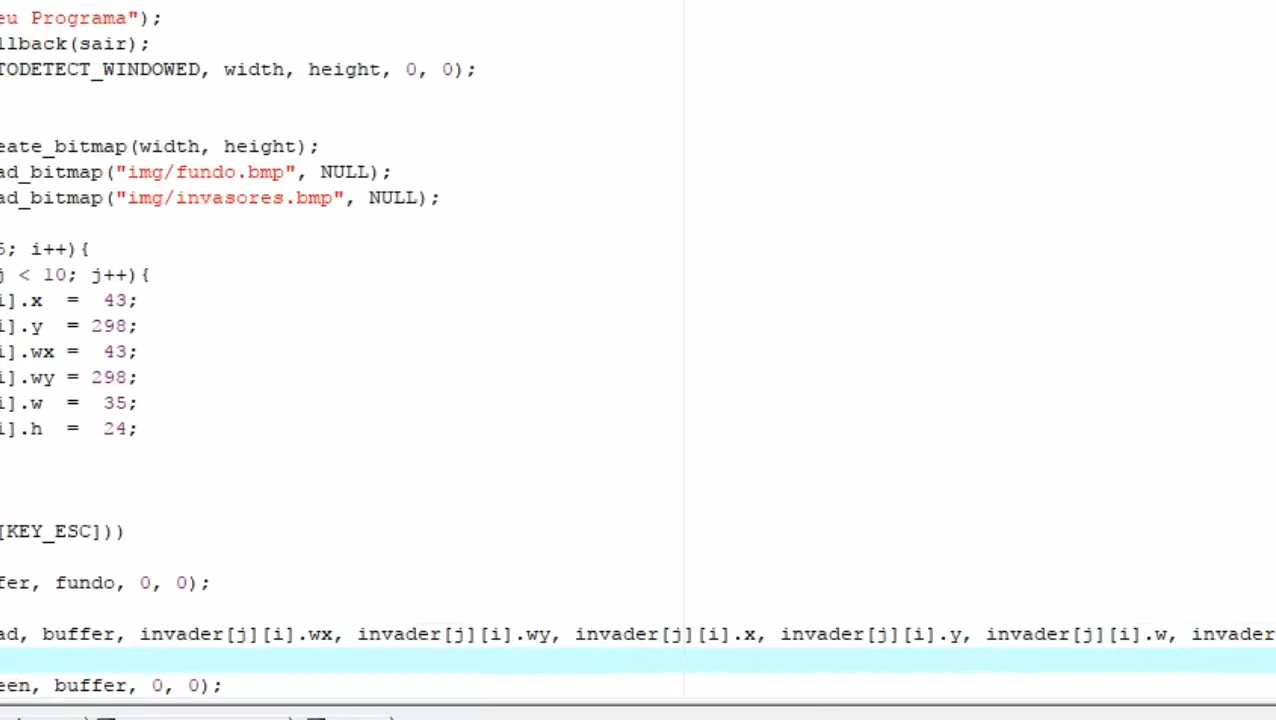 eu Programa");
llback(sair);
TODETECT_WINDOWED, width, height, 0, 0);
eate_bitmap(width, height);
ad_bitmap("img/fundo.bmp", NULL);
ad_bitmap("img/invasores.bmp", NULL);
; i++){
j < 10; j++){
i].x  =  43;
i].y  = 298;
i].wx =  43;
i].wy = 298;
i].w  =  35;
i].h  =  24;
[KEY_ESC]))
fer, fundo, 0, 0);
ad, buffer, invader[j][i].wx, invader[j][i].wy, invader[j][i].x, invader[j][i].y, invader[j][i].w, invader
een, buffer, 0, 0);